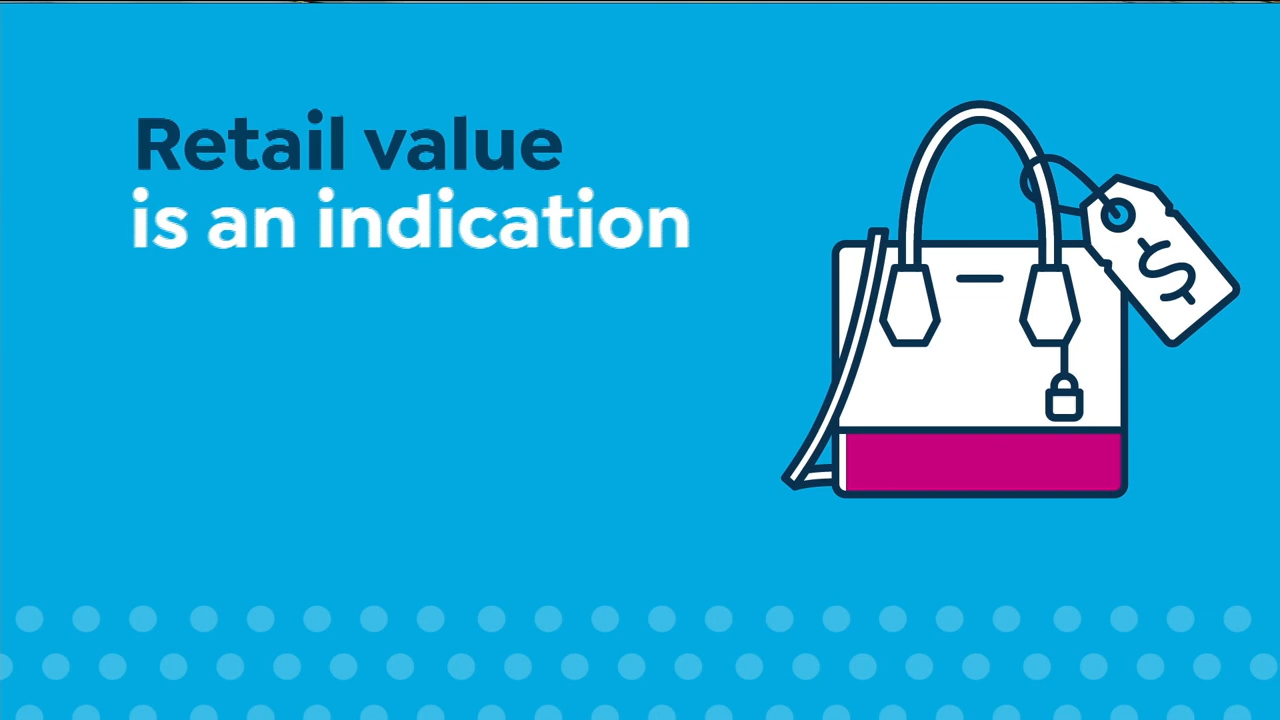 Retail value
is an indication
$